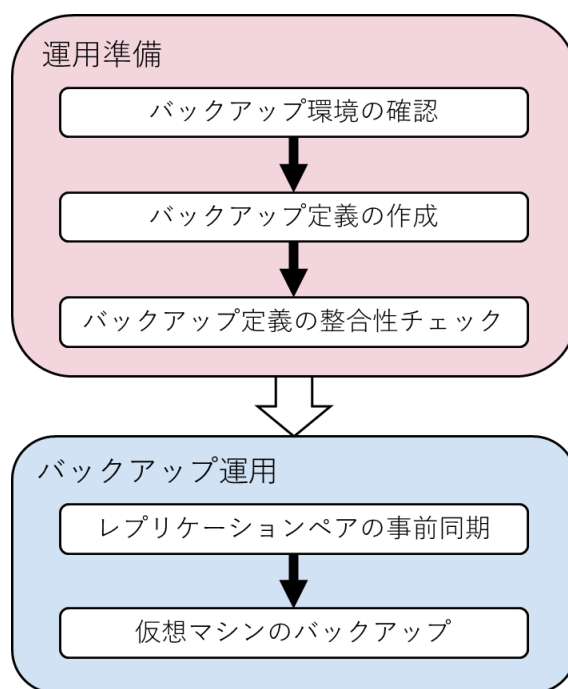 運用準備
バックアップ環境の確認
バックアップ定義の作成
バックアップ定義の整合性チェック
バックアップ運用
レプリケーションペアの事前同期
仮想マシンのバックアップ